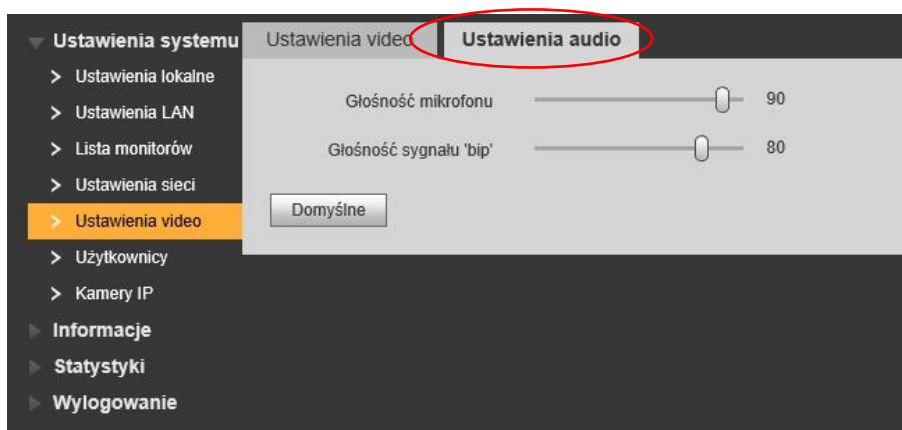 Ustawienia systemu
Ustawienia lokalne
Ustawienia LAN
Lista monitorów
Ustawienia sieci
Ustawienia video
Użytkownicy
Kamery IP
Informacje
Statystyki
Wylogowanie
Ustawienia video
Ustawienia audio
Głośność mikrofonu 90
Głośność sygnału 'bip' 80
Domyślne